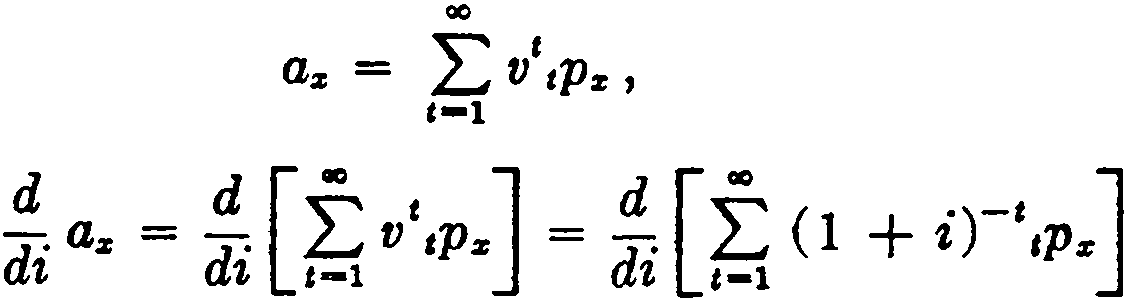 $a_x = \sum_{t=1}^{\infty} v^t {}_tp_x ,$
$\frac{d}{di} a_x = \frac{d}{di} \left[ \sum_{t=1}^{\infty} v^t {}_tp_x \right] = \frac{d}{di} \left[ \sum_{t=1}^{\infty} (1 + i)^{-t} {}_tp_x \right]$